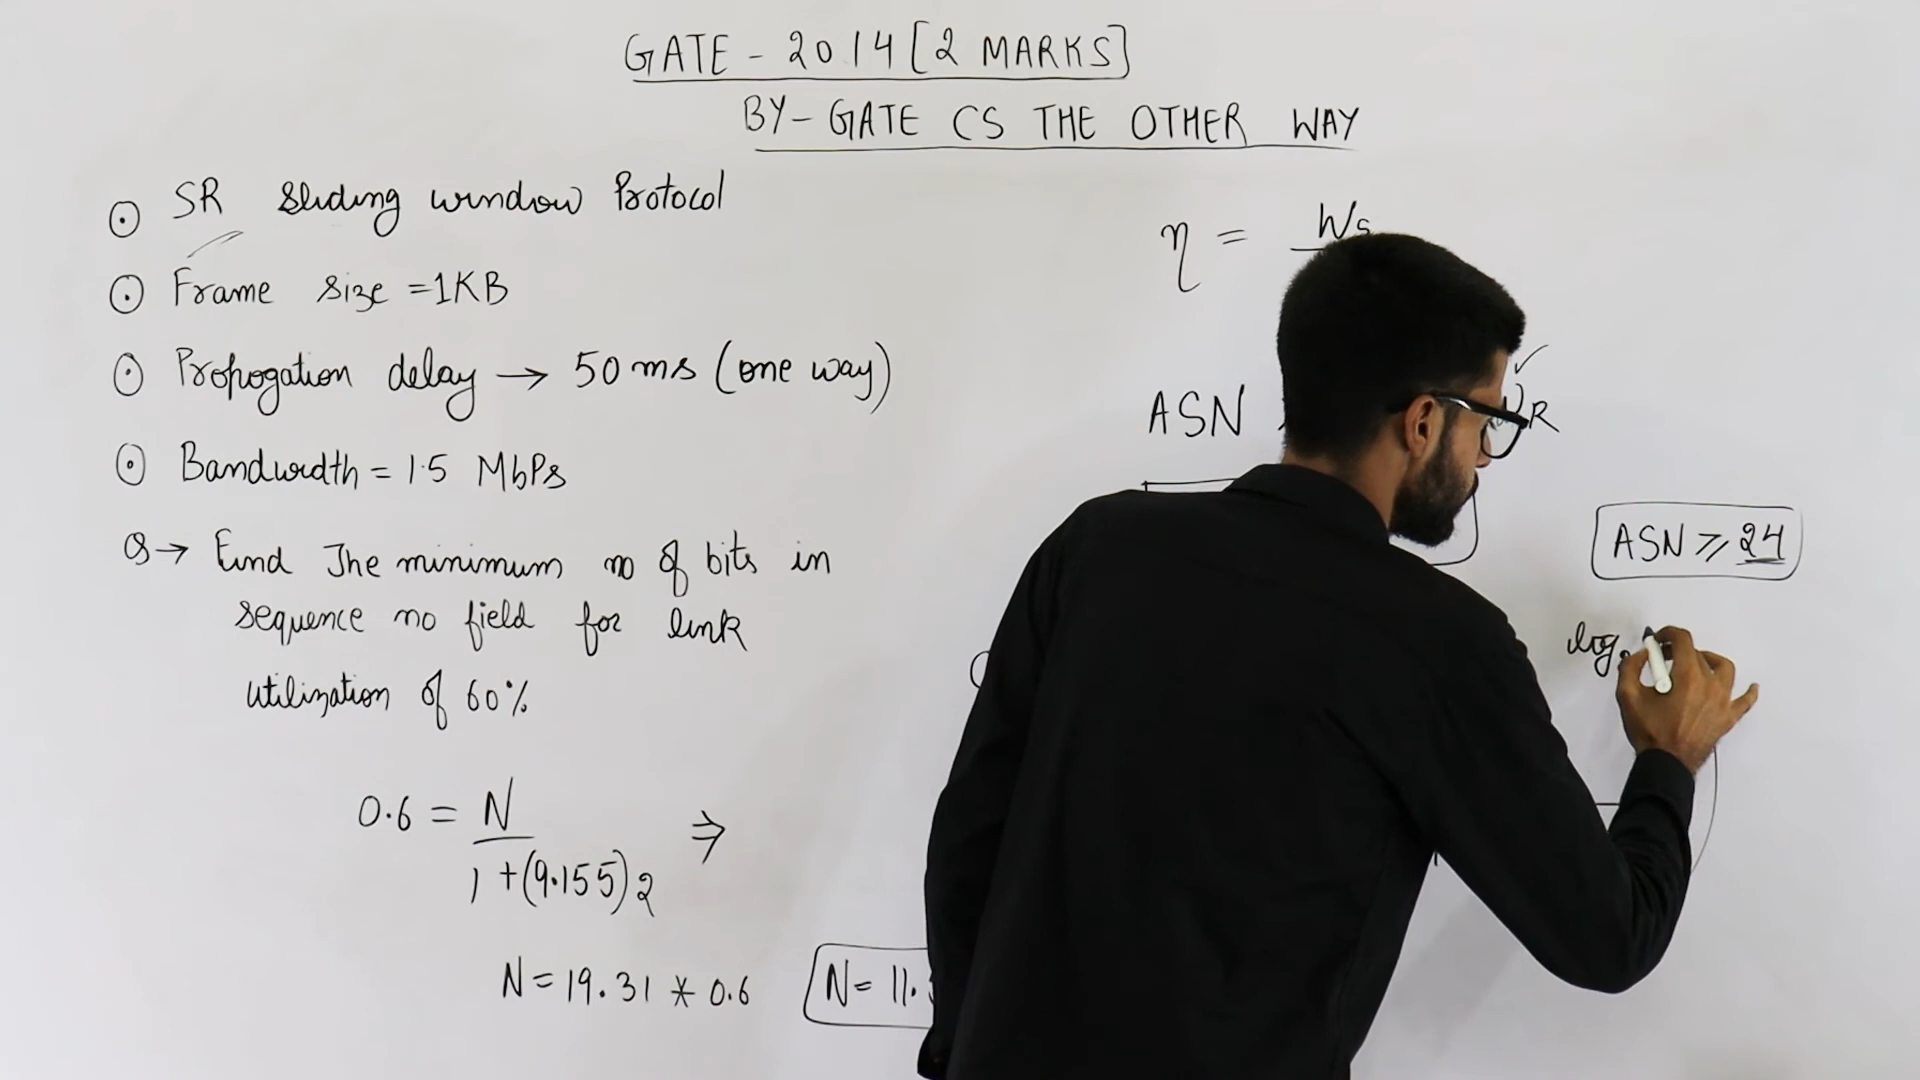 GATE - 2014 [2 MARKS]
BY - GATE CS THE OTHER WAY
SR Sliding window Protocol
Frame size = 1KB
Propogation delay → 50 ms (one way)
Bandwidth = 1.5 MbPs
Q → Find The minimum no of bits in
sequence no field for link
utilization of 60%
0.6 = N
1 + (9.155) 2
⇒
N = 19.31 * 0.6
N = 11.
η = Ws
ASN
R
ASN ≥ 24
log